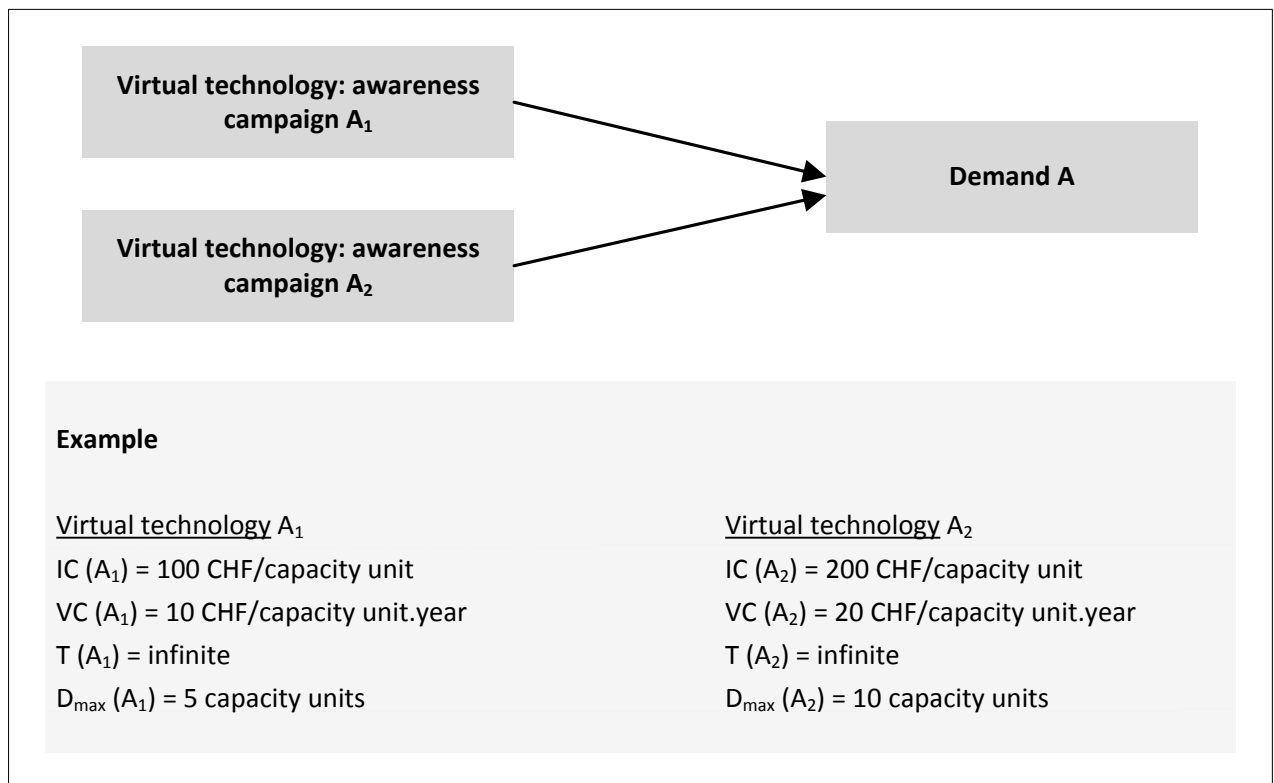 Virtual technology: awareness
campaign A₁
Demand A
Virtual technology: awareness
campaign A₂
Example
Virtual technology A₁
IC (A₁) = 100 CHF/capacity unit
VC (A₁) = 10 CHF/capacity unit.year
T (A₁) = infinite
Dₘₐₓ (A₁) = 5 capacity units
Virtual technology A₂
IC (A₂) = 200 CHF/capacity unit
VC (A₂) = 20 CHF/capacity unit.year
T (A₂) = infinite
Dₘₐₓ (A₂) = 10 capacity units